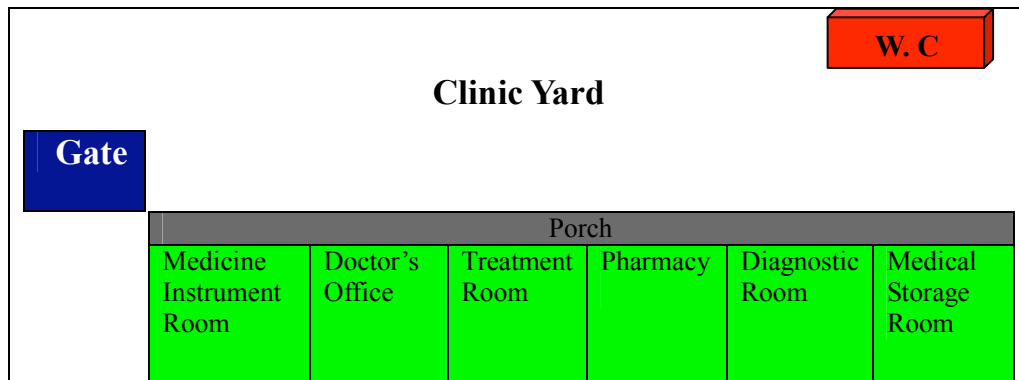 W. C
Clinic Yard
Gate
Porch
Medicine
Instrument
Room
Doctor’s
Office
Treatment
Room
Pharmacy
Diagnostic
Room
Medical
Storage
Room